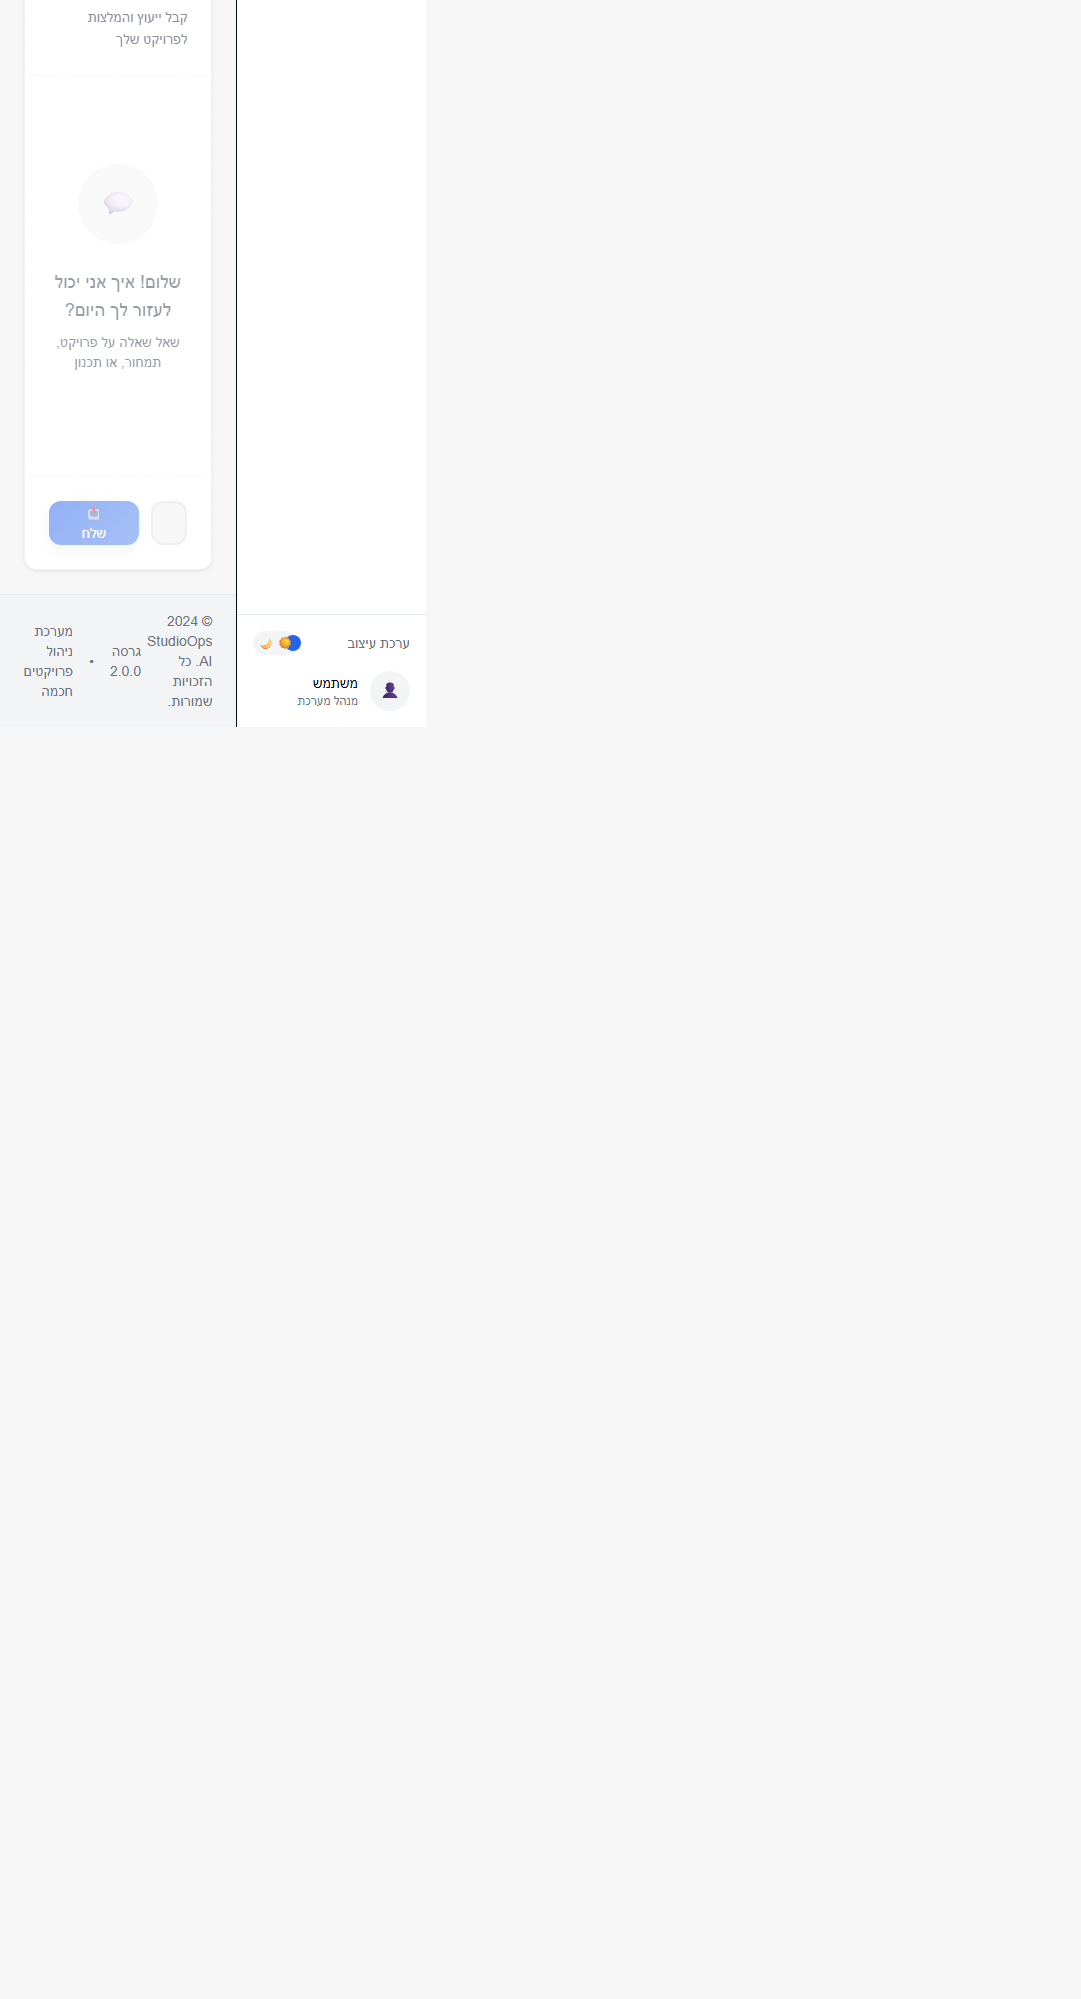 קבל ייעוץ והמלצות
לפרויקט שלך
שלום! איך אני יכול
לעזור לך היום?
שאל שאלה על פרויקט,
תמחור, או תכנון
שלח
© 2024
StudioOps
AI. כל
הזכויות
שמורות.
גרסה
2.0.0
•
מערכת
ניהול
פרויקטים
חכמה
ערכת עיצוב
משתמש
מנהל מערכת